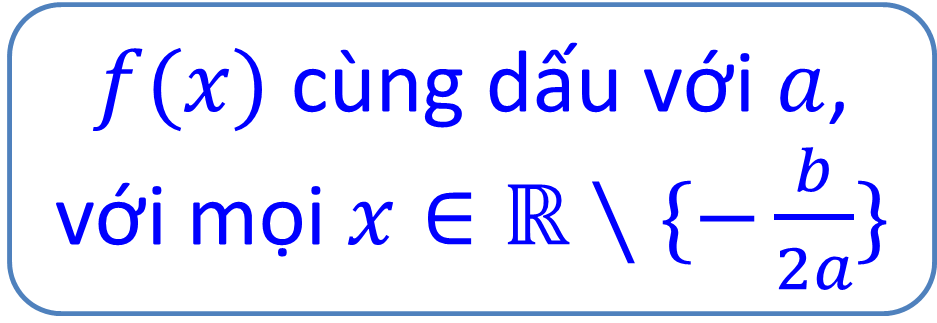 f(x) cùng dấu với a,
với mọi x ∈ ℝ \ {−b/2a}